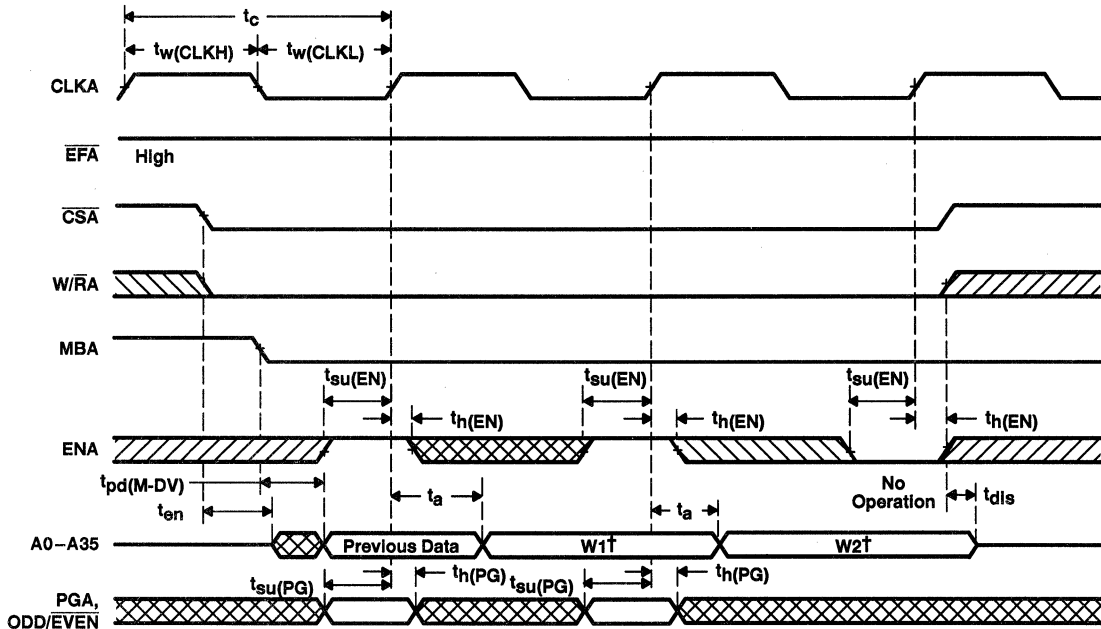 tc
tw(CLKH)
tw(CLKL)
CLKA
EFA
High
CSA
W/RA
MBA
tsu(EN)
tsu(EN)
tsu(EN)
th(EN)
th(EN)
th(EN)
ENA
tpd(M-DV)
ta
ta
No
Operation
ten
tdis
A0–A35
Previous Data
W1†
W2†
tsu(PG)
th(PG)
tsu(PG)
th(PG)
PGA,
ODD/EVEN